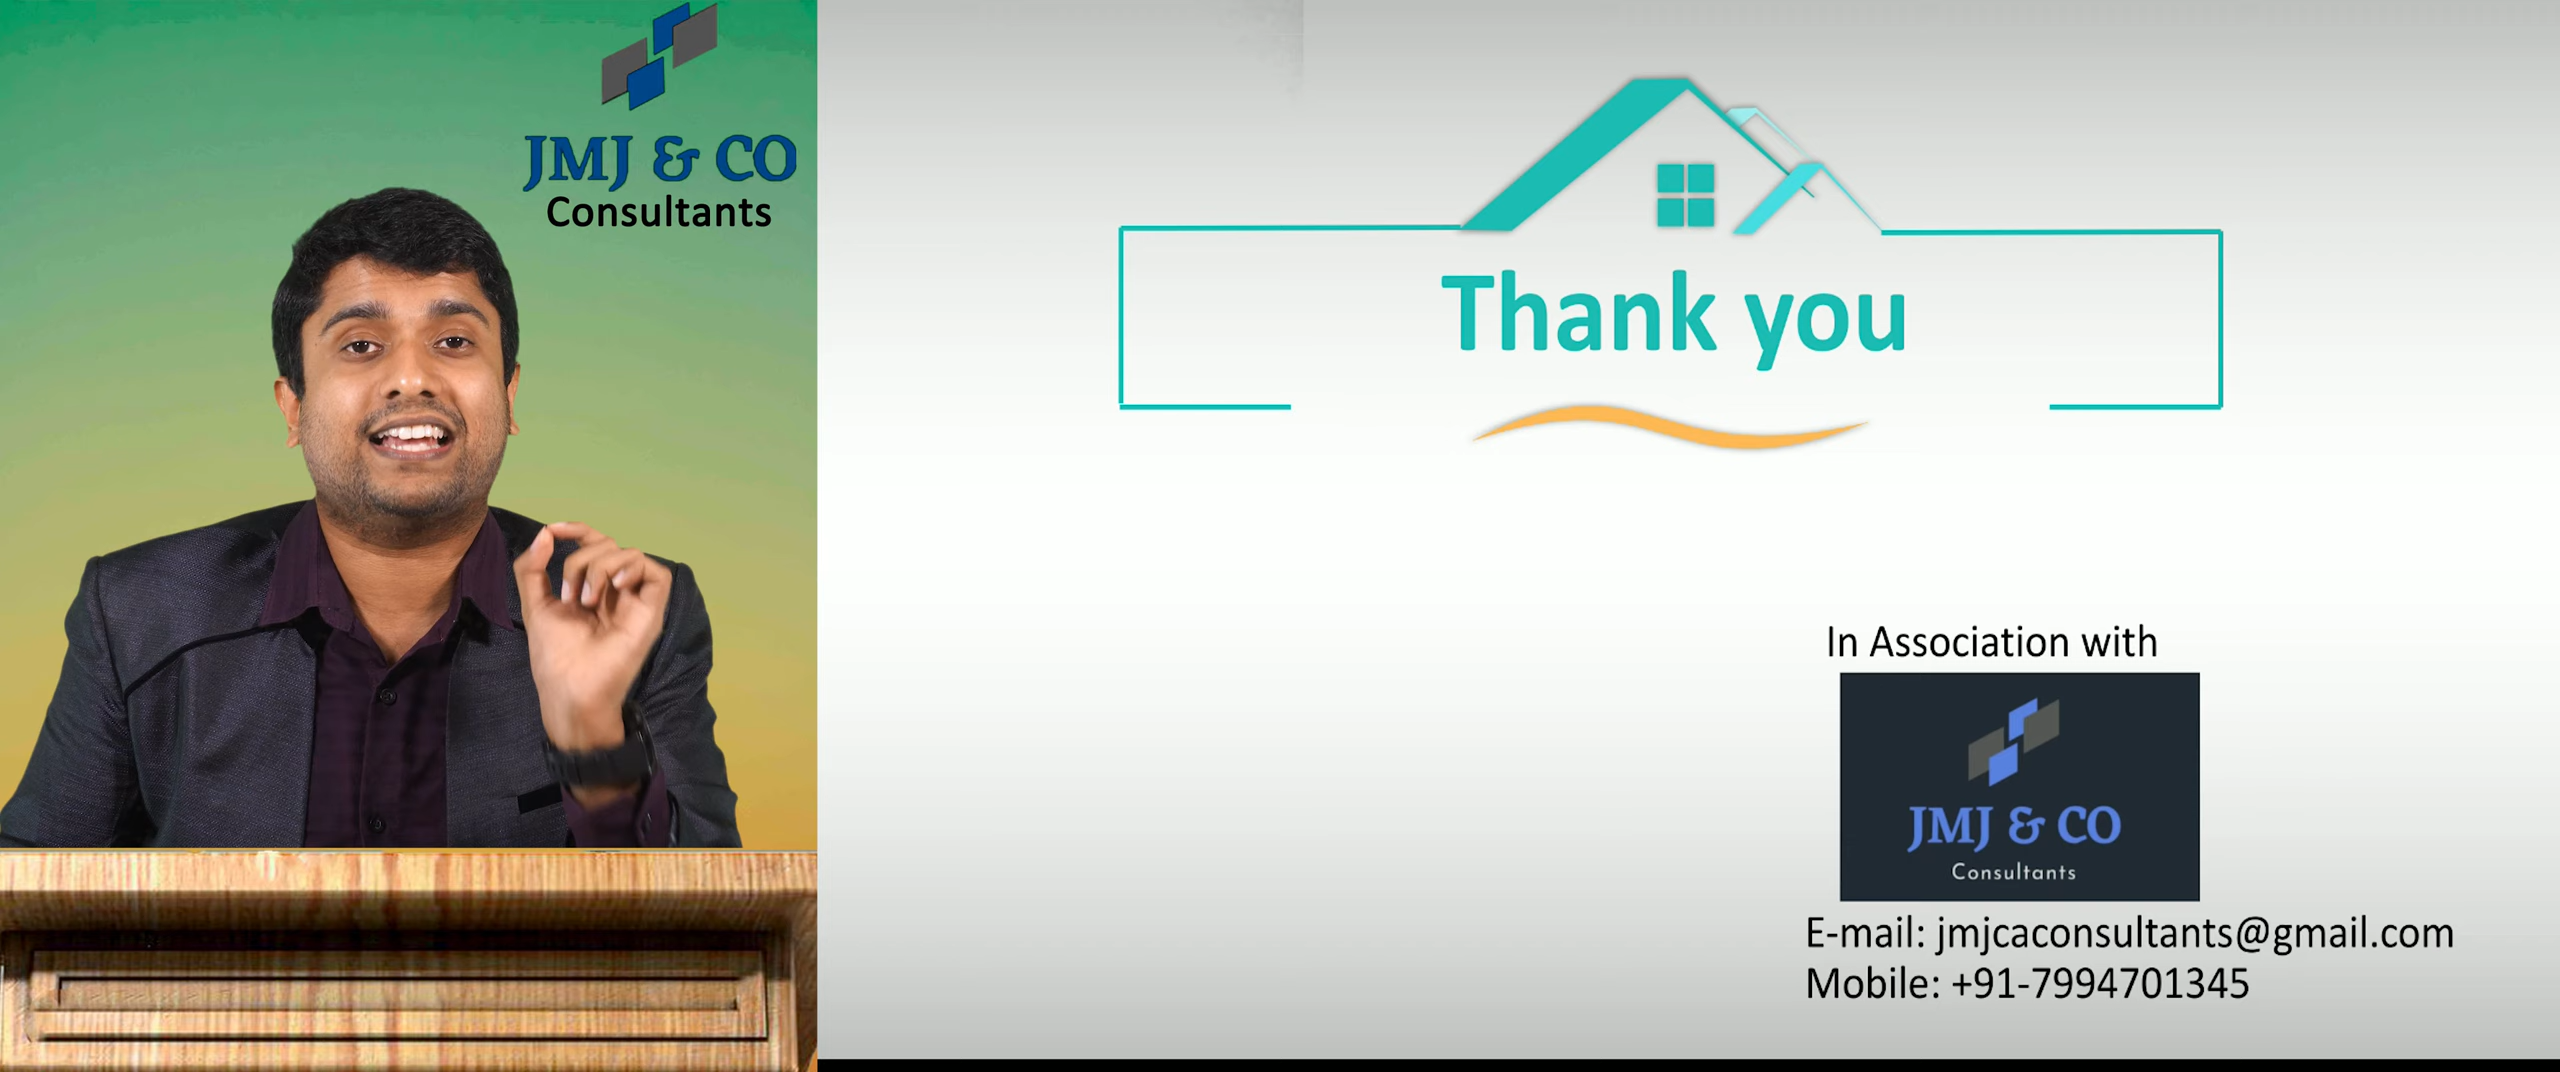 JMJ & CO
Consultants
Thank you
In Association with
JMJ & CO
Consultants
E-mail: jmjcaconsultants@gmail.com
Mobile: +91-7994701345